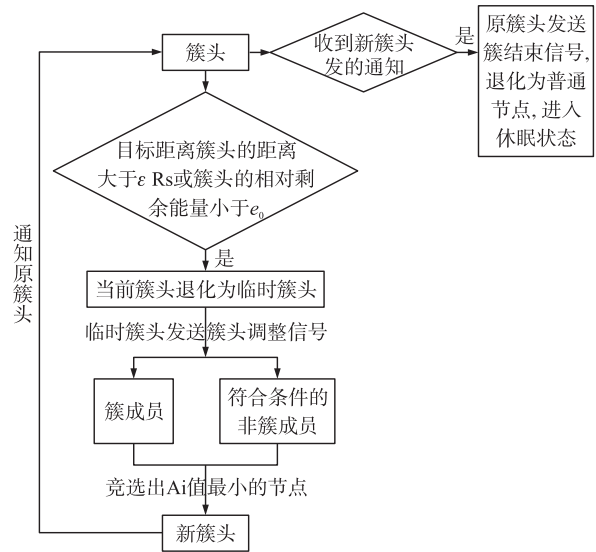 簇头
收到新簇头
发的通知
是
原簇头发送
簇结束信号,
退化为普通
节点, 进入
休眠状态
目标距离簇头的距离
大于ε Rs或簇头的相对剩
余能量小于e₀
是
当前簇头退化为临时簇头
临时簇头发送簇头调整信号
簇成员
符合条件的
非簇成员
竞选出Ai值最小的节点
新簇头
通知原簇头